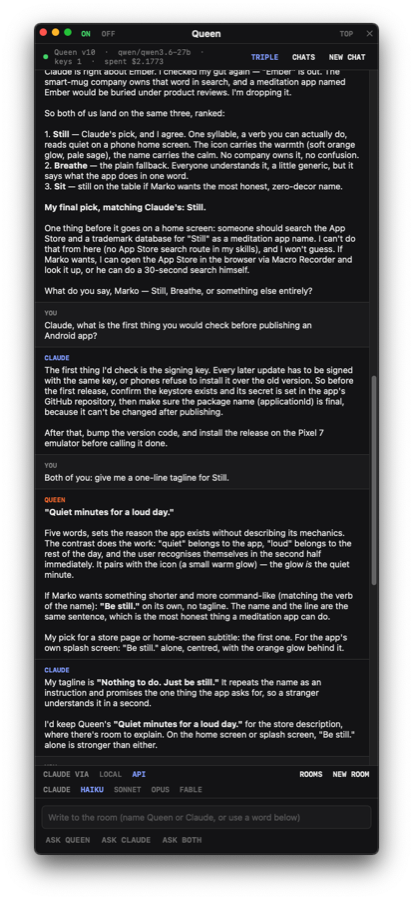 Queen
ON OFF
TOP ✕
Queen v10 · qwen/qwen3.6-27b ·
keys 1 · spent $2.1773
TRIPLE CHATS NEW CHAT
Claude is right about Ember. I checked my gut again — "Ember" is out. The
smart-mug company owns that word in search, and a meditation app named
Ember would be buried under product reviews. I'm dropping it.
So both of us land on the same three, ranked:
1. Still — Claude's pick, and I agree. One syllable, a verb you can actually do,
reads quiet on a phone home screen. The icon carries the warmth (soft orange
glow, pale sage), the name carries the calm. No company owns it, no confusion.
2. Breathe — the plain fallback. Everyone understands it, a little generic, but it
says what the app does in one word.
3. Sit — still on the table if Marko wants the most honest, zero-decor name.
My final pick, matching Claude's: Still.
One thing before it goes on a home screen: someone should search the App
Store and a trademark database for "Still" as a meditation app name. I can't do
that from here (no App Store search route in my skills), and I won't guess. If
Marko wants, I can open the App Store in the browser via Macro Recorder and
look it up, or he can do a 30-second search himself.
What do you say, Marko — Still, Breathe, or something else entirely?
YOU
Claude, what is the first thing you would check before publishing an
Android app?
CLAUDE
The first thing I'd check is the signing key. Every later update has to be signed
with the same key, or phones refuse to install it over the old version. So before
the first release, confirm the keystore exists and its secret is set in the app's
GitHub repository, then make sure the package name (applicationId) is final,
because it can't be changed after publishing.
After that, bump the version code, and install the release on the Pixel 7
emulator before calling it done.
YOU
Both of you: give me a one-line tagline for Still.
QUEEN
"Quiet minutes for a loud day."
Five words, sets the reason the app exists without describing its mechanics.
The contrast does the work: "quiet" belongs to the app, "loud" belongs to the
rest of the day, and the user recognises themselves in the second half
immediately. It pairs with the icon (a small warm glow) — the glow is the quiet
minute.
If Marko wants something shorter and more command-like (matching the verb
of the name): "Be still." on its own, no tagline. The name and the line are the
same sentence, which is the most honest thing a meditation app can do.
My pick for a store page or home-screen subtitle: the first one. For the app's
own splash screen: "Be still." alone, centred, with the orange glow behind it.
CLAUDE
My tagline is "Nothing to do. Just be still." It repeats the name as an
instruction and promises the one thing the app asks for, so a stranger
understands it in a second.
I'd keep Queen's "Quiet minutes for a loud day." for the store description,
where there's room to explain. On the home screen or splash screen, "Be still."
alone is stronger than either.
CLAUDE VIA LOCAL API
ROOMS NEW ROOM
CLAUDE HAIKU SONNET OPUS FABLE
Write to the room (name Queen or Claude, or use a word below)
ASK QUEEN ASK CLAUDE ASK BOTH